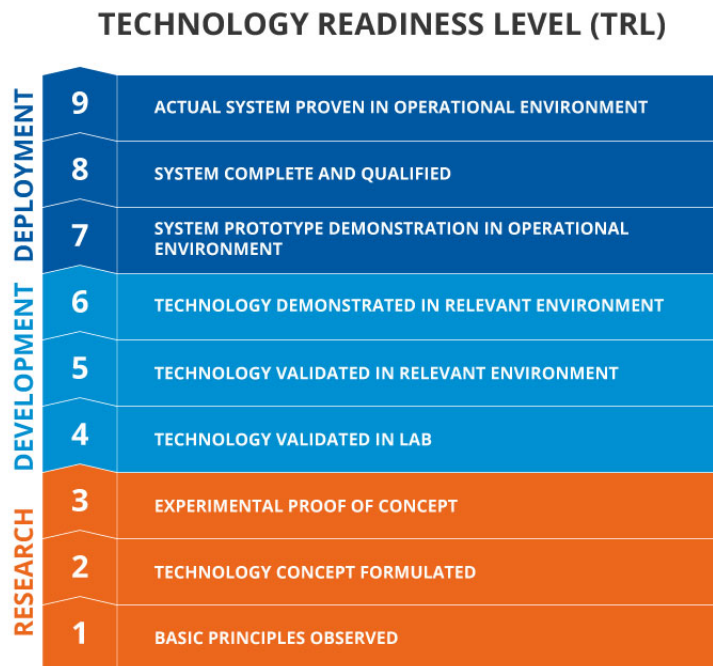 TECHNOLOGY READINESS LEVEL (TRL)
DEPLOYMENT
9 ACTUAL SYSTEM PROVEN IN OPERATIONAL ENVIRONMENT
8 SYSTEM COMPLETE AND QUALIFIED
7 SYSTEM PROTOTYPE DEMONSTRATION IN OPERATIONAL
ENVIRONMENT
DEVELOPMENT
6 TECHNOLOGY DEMONSTRATED IN RELEVANT ENVIRONMENT
5 TECHNOLOGY VALIDATED IN RELEVANT ENVIRONMENT
4 TECHNOLOGY VALIDATED IN LAB
RESEARCH
3 EXPERIMENTAL PROOF OF CONCEPT
2 TECHNOLOGY CONCEPT FORMULATED
1 BASIC PRINCIPLES OBSERVED